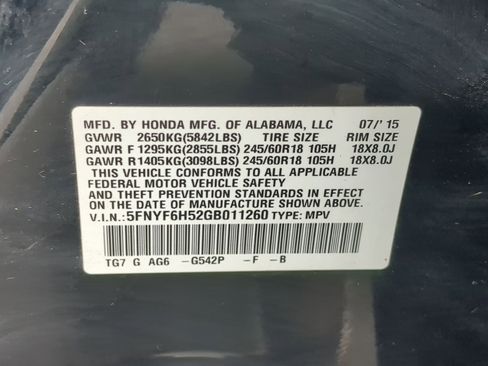 MFD. BY HONDA MFG. OF ALABAMA, LLC 07/'15
GVWR 2650KG(5842LBS) TIRE SIZE RIM SIZE
GAWR F 1295KG(2855LBS) 245/60R18 105H 18X8.0J
GAWR R 1405KG(3098LBS) 245/60R18 105H 18X8.0J
THIS VEHICLE CONFORMS TO ALL APPLICABLE
FEDERAL MOTOR VEHICLE SAFETY
AND THEFT PREVENTION STANDARDS IN EFFECT
ON THE DATE OF MANUFACTURE SHOWN ABOVE.
V.I.N.: 5FNYF6H52GB011260 TYPE: MPV
TG7 G AG6 -G542P -F -B